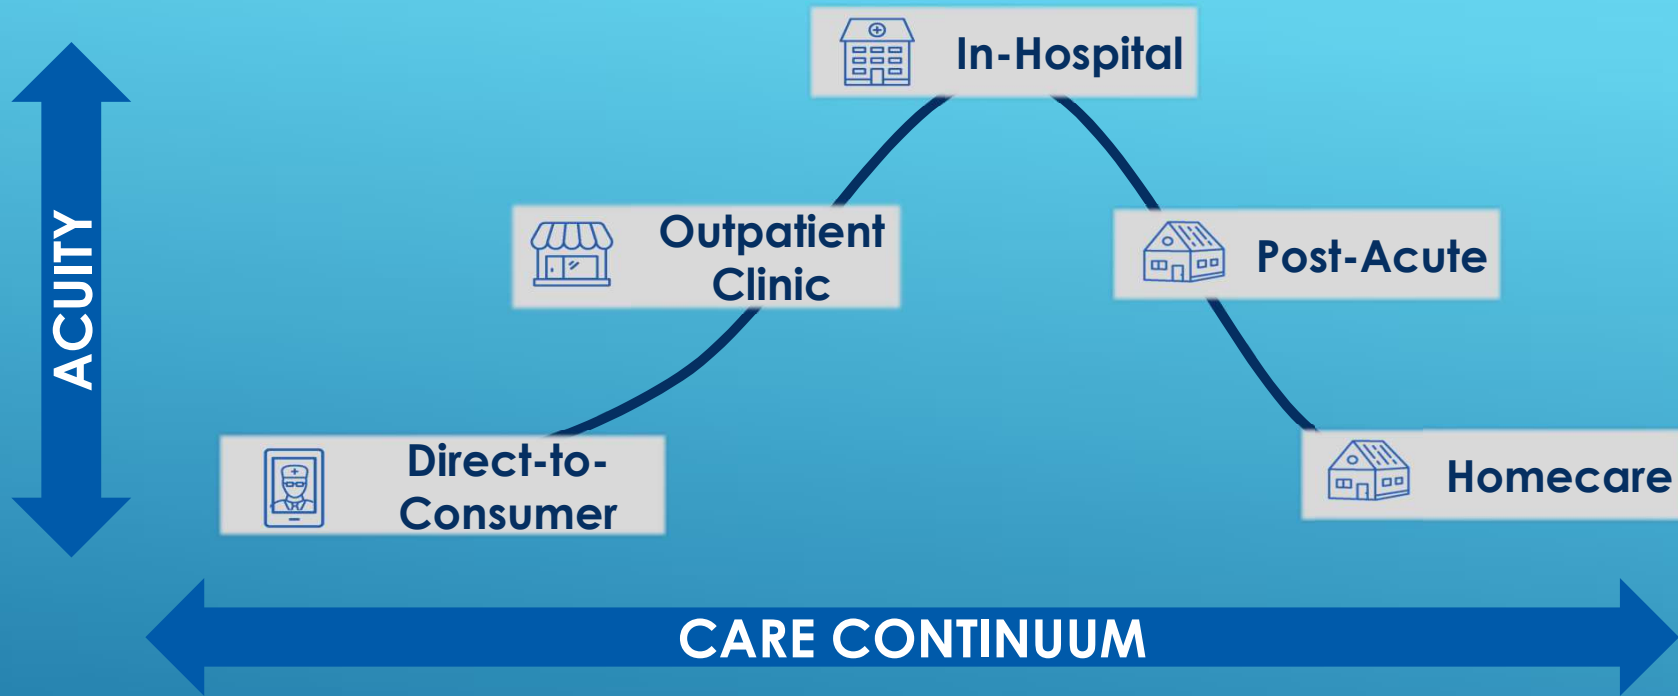 In-Hospital
Outpatient
Clinic
Post-Acute
ACUITY
Direct-to-
Consumer
Homecare
CARE CONTINUUM